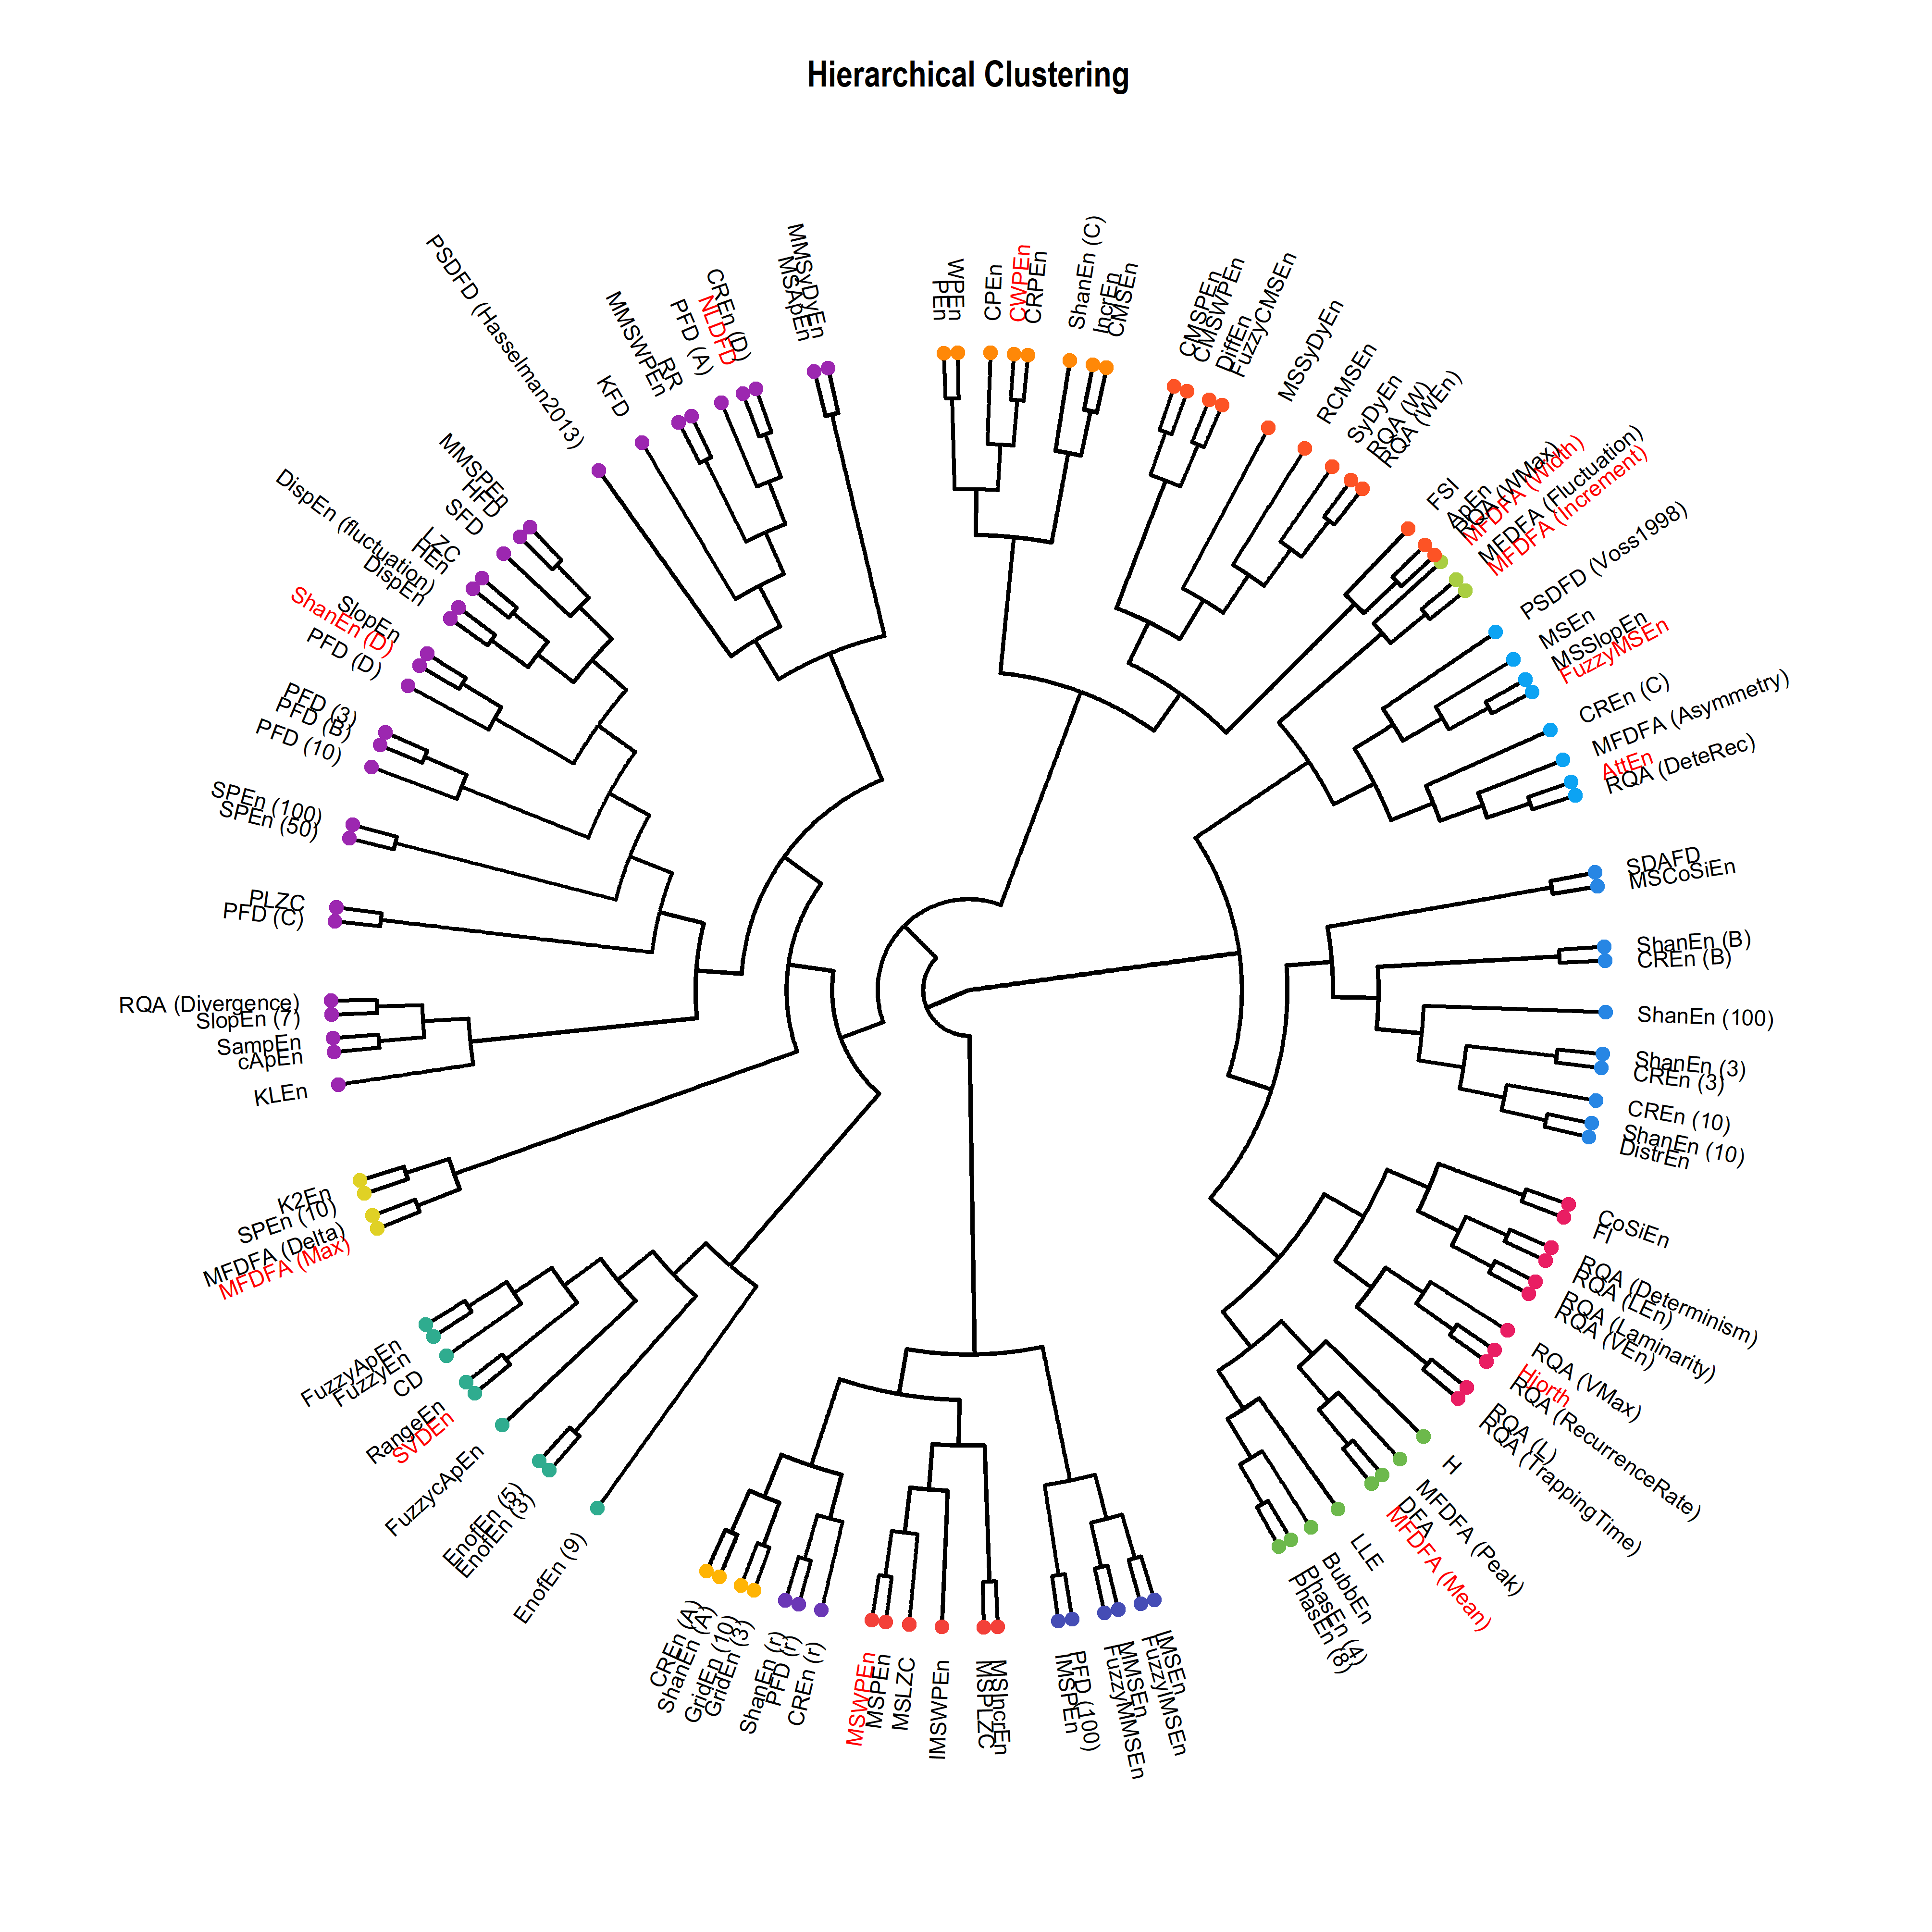 Hierarchical Clustering
PEn
WPEn
CPEn
CWPEn
CRPEn
ShanEn (C)
IncrEn
CMSEn
CMSPEn
CMSWPEn
DiffEn
FuzzyCMSEn
MSSyDyEn
RCMSEn
SyDyEn
RQA (W)
RQA (WEn)
FSI
ApEn
RQA (WMax)
MFDFA (Width)
MFDFA (Fluctuation)
MFDFA (Increment)
PSDFD (Voss1998)
MSEn
MSSlopEn
FuzzyMSEn
CREn (C)
MFDFA (Asymmetry)
AttEn
RQA (DeteRec)
SDAFD
MSCoSiEn
ShanEn (B)
CREn (B)
ShanEn (100)
ShanEn (3)
CREn (3)
CREn (10)
ShanEn (10)
DistrEn
CoSiEn
FI
RQA (Determinism)
RQA (LEn)
RQA (Laminarity)
RQA (VEn)
RQA (VMax)
Hjorth
RQA (RecurrenceRate)
RQA (L)
RQA (TrappingTime)
H
MFDFA (Peak)
DFA
MFDFA (Mean)
LLE
BubbEn
PhasEn (4)
PhasEn (8)
IMSEn
FuzzyIMSEn
MMSEn
FuzzyMMSEn
PFD (100)
IMSPEn
MSIncrEn
MSPLZC
IMSWPEn
MSLZC
MSPEn
MSWPEn
CREn (r)
PFD (r)
ShanEn (r)
GridEn (3)
GridEn (10)
ShanEn (A)
CREn (A)
EnofEn (9)
EnofEn (3)
EnofEn (5)
FuzzycApEn
SVDEn
RangeEn
CD
FuzzyEn
FuzzyApEn
MFDFA (Max)
MFDFA (Delta)
SPEn (10)
K2En
KLEn
cApEn
SampEn
SlopEn (7)
RQA (Divergence)
PFD (C)
PLZC
SPEn (50)
SPEn (100)
PFD (10)
PFD (B)
PFD (3)
PFD (D)
ShanEn (D)
SlopEn
DispEn
DispEn (fluctuation)
HEn
LZC
SFD
HFD
MMSPEn
PSDFD (Hasselman2013)
KFD
MMSWPEn
RR
PFD (A)
NLDFD
CREn (D)
MSApEn
MMSyDyEn